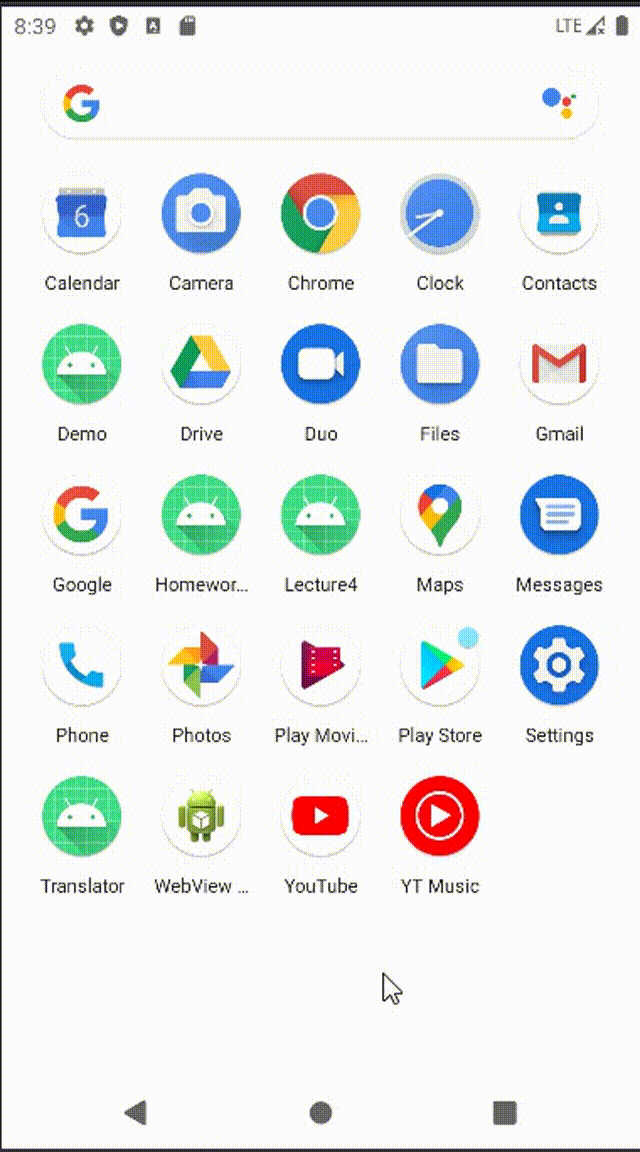 8:39 LTE
6
Calendar Camera Chrome Clock Contacts
Demo Drive Duo Files Gmail
Google Homewor... Lecture4 Maps Messages
Phone Photos Play Movi... Play Store Settings
Translator WebView ... YouTube YT Music